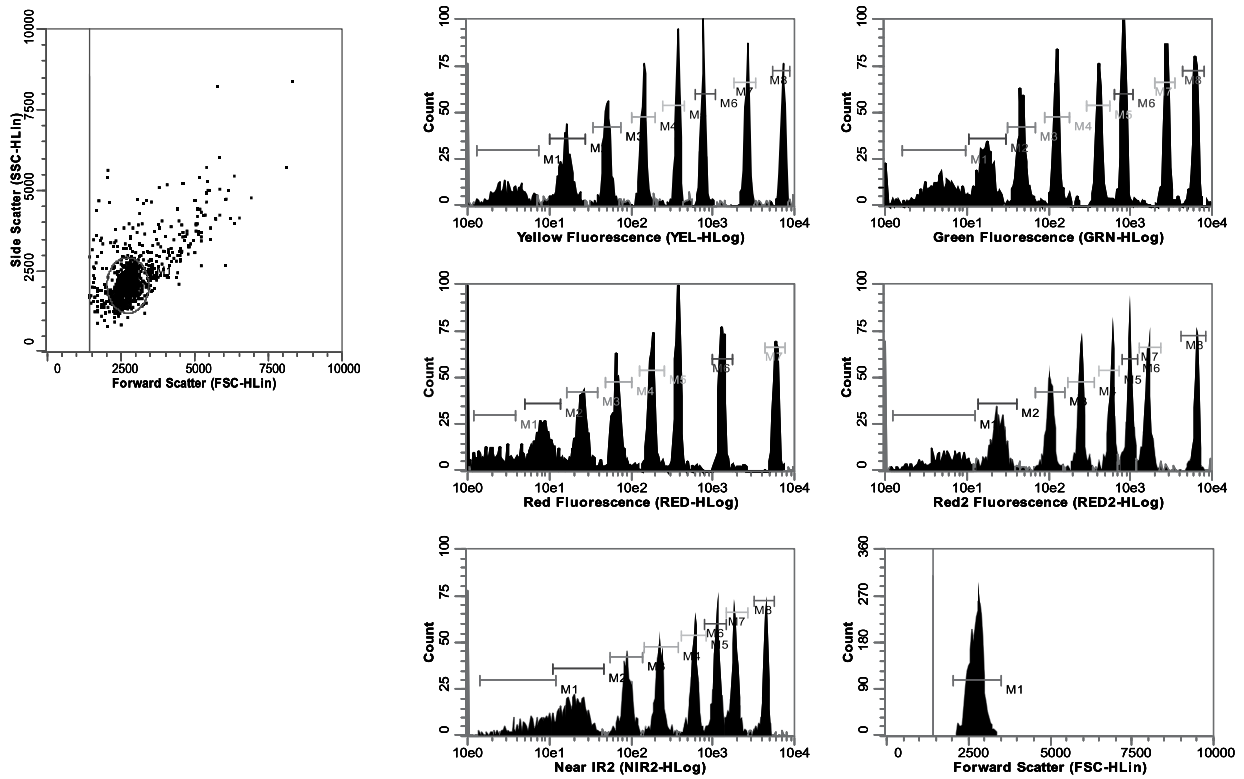 10000
7500
5000
2500
0
Side Scatter (SSC-HLin)
0 2500 5000 7500 10000
Forward Scatter (FSC-HLin)
100
75
50
25
0
Count
M1 M3 M4 M6 M7 M8
10e0 10e1 10e2 10e3 10e4
Yellow Fluorescence (YEL-HLog)
100
75
50
25
0
Count
M1 M2 M3 M4 M5 M6 M7 M8
10e0 10e1 10e2 10e3 10e4
Green Fluorescence (GRN-HLog)
100
75
50
25
0
Count
M1 M2 M3 M4 M5 M6 M7
10e0 10e1 10e2 10e3 10e4
Red Fluorescence (RED-HLog)
100
75
50
25
0
Count
M1 M2 M3 M5 M6 M7 M8
10e0 10e1 10e2 10e3 10e4
Red2 Fluorescence (RED2-HLog)
100
75
50
25
0
Count
M1 M2 M3 M4 M5 M6 M7 M8
10e0 10e1 10e2 10e3 10e4
Near IR2 (NIR2-HLog)
360
270
180
90
0
Count
M1
0 2500 5000 7500 10000
Forward Scatter (FSC-HLin)